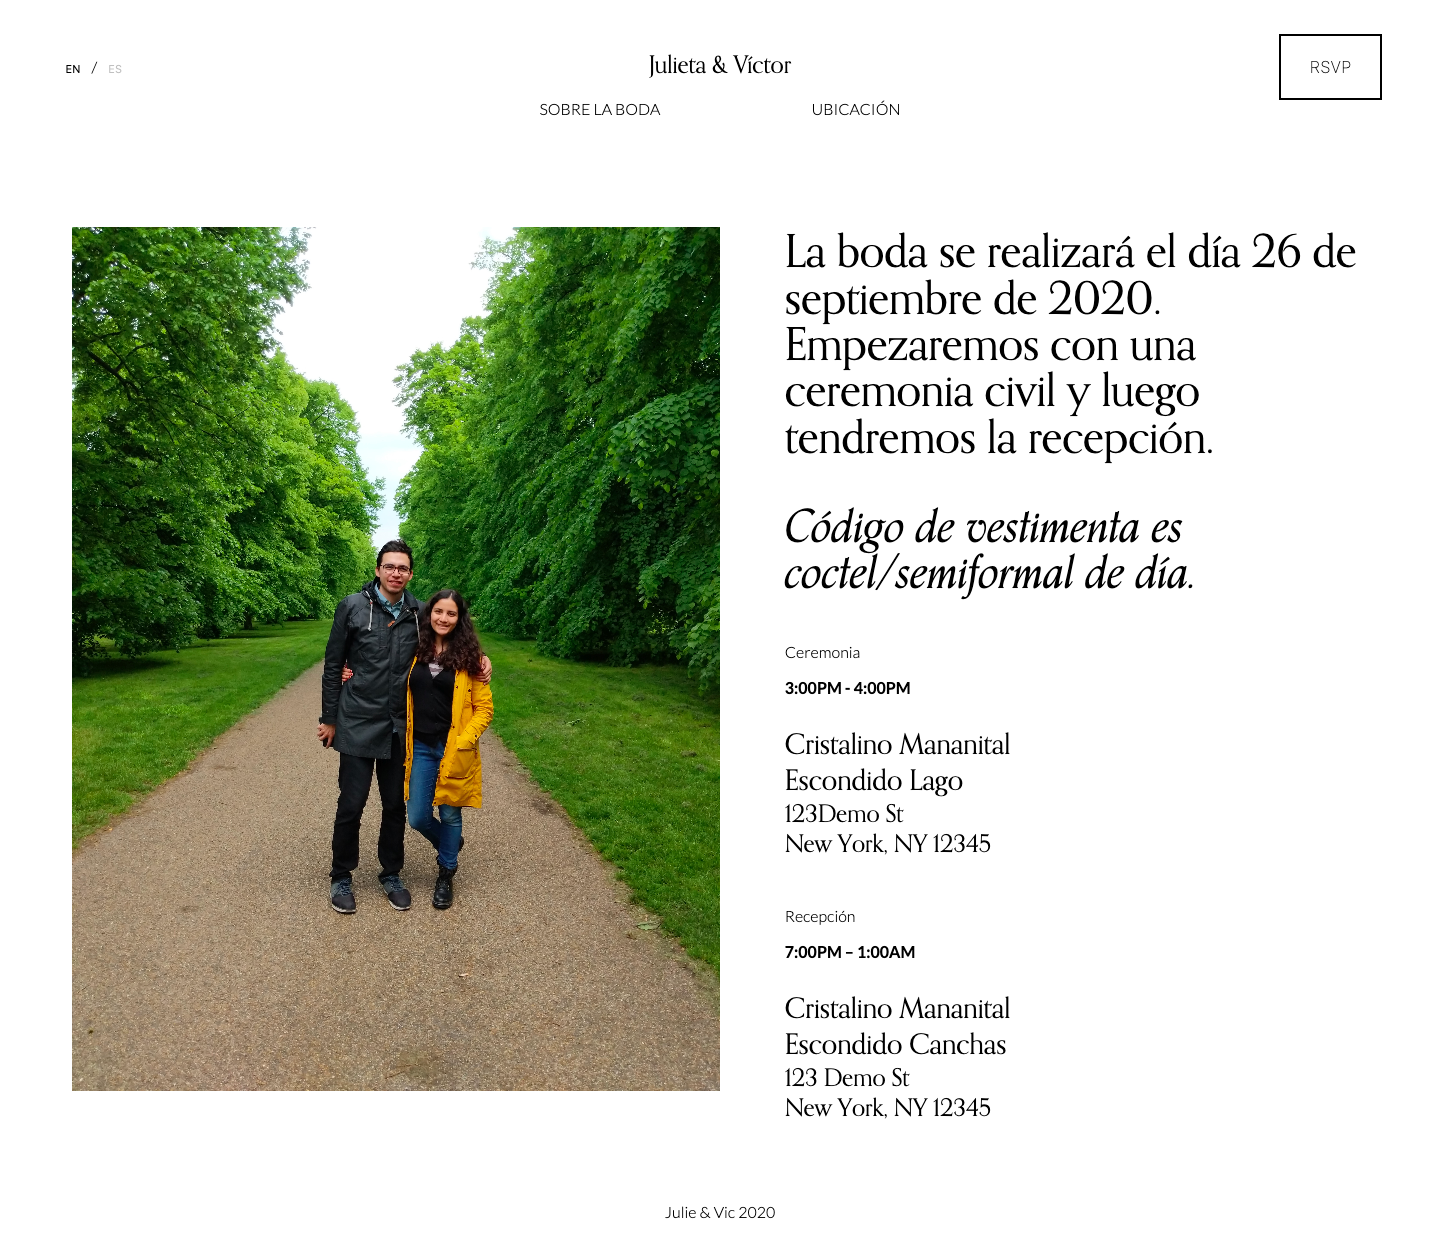 EN / ES
Julieta & Víctor
RSVP
SOBRE LA BODA
UBICACIÓN
La boda se realizará el día 26 de
septiembre de 2020.
Empezaremos con una
ceremonia civil y luego
tendremos la recepción.
Código de vestimenta es
coctel/semiformal de día.
Ceremonia
3:00PM - 4:00PM
Cristalino Mananital
Escondido Lago
123Demo St
New York, NY 12345
Recepción
7:00PM – 1:00AM
Cristalino Mananital
Escondido Canchas
123 Demo St
New York, NY 12345
Julie & Vic 2020